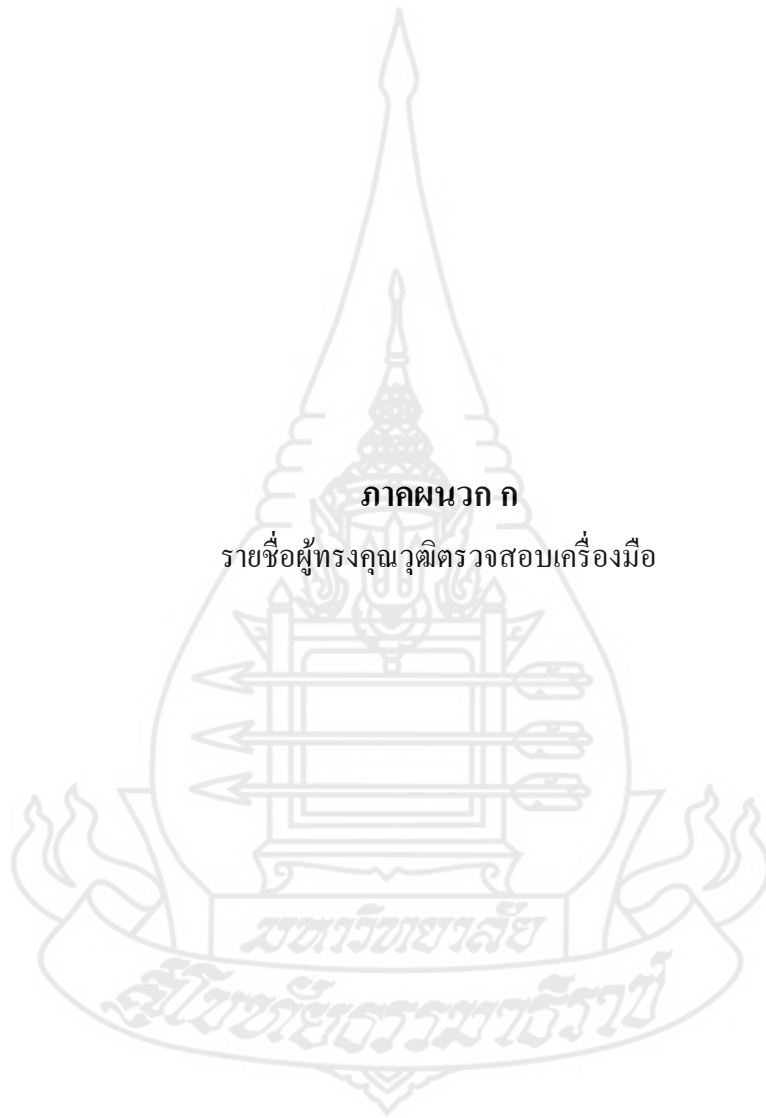 ภาคผนวก ก
รายชื่อผู้ทรงคุณวุฒิตรวจสอบเครื่องมือ
มหาวิทยาลัย
สุโขทัยธรรมาธิราช